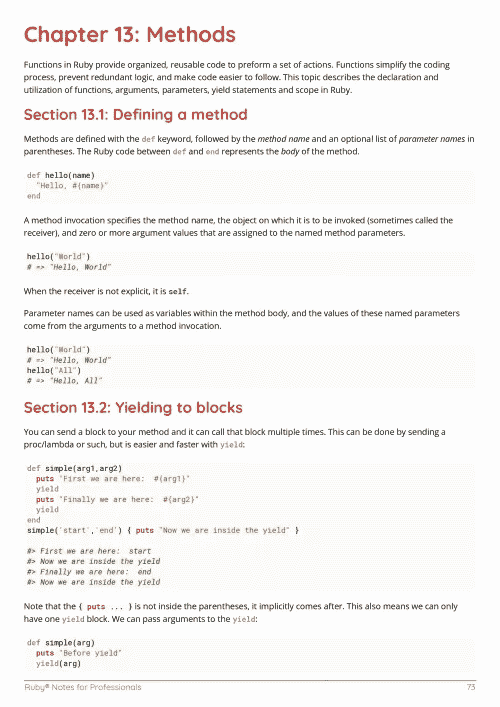 Chapter 13: Methods
Functions in Ruby provide organized, reusable code to preform a set of actions. Functions simplify the coding
process, prevent redundant logic, and make code easier to follow. This topic describes the declaration and
utilization of functions, arguments, parameters, yield statements and scope in Ruby.
Section 13.1: Defining a method
Methods are defined with the def keyword, followed by the method name and an optional list of parameter names in
parentheses. The Ruby code between def and end represents the body of the method.
def hello(name)
  "Hello, #{name}"
end
A method invocation specifies the method name, the object on which it is to be invoked (sometimes called the
receiver), and zero or more argument values that are assigned to the named method parameters.
hello("World")
# => "Hello, World"
When the receiver is not explicit, it is self.
Parameter names can be used as variables within the method body, and the values of these named parameters
come from the arguments to a method invocation.
hello("World")
# => "Hello, World"
hello("All")
# => "Hello, All"
Section 13.2: Yielding to blocks
You can send a block to your method and it can call that block multiple times. This can be done by sending a
proc/lambda or such, but is easier and faster with yield:
def simple(arg1,arg2)
  puts "First we are here:  #{arg1}"
  yield
  puts "Finally we are here:  #{arg2}"
  yield
end
simple('start','end') { puts "Now we are inside the yield" }
#> First we are here:  start
#> Now we are inside the yield
#> Finally we are here:  end
#> Now we are inside the yield
Note that the { puts ... } is not inside the parentheses, it implicitly comes after. This also means we can only
have one yield block. We can pass arguments to the yield:
def simple(arg)
  puts "Before yield"
  yield(arg)
Ruby® Notes for Professionals 73